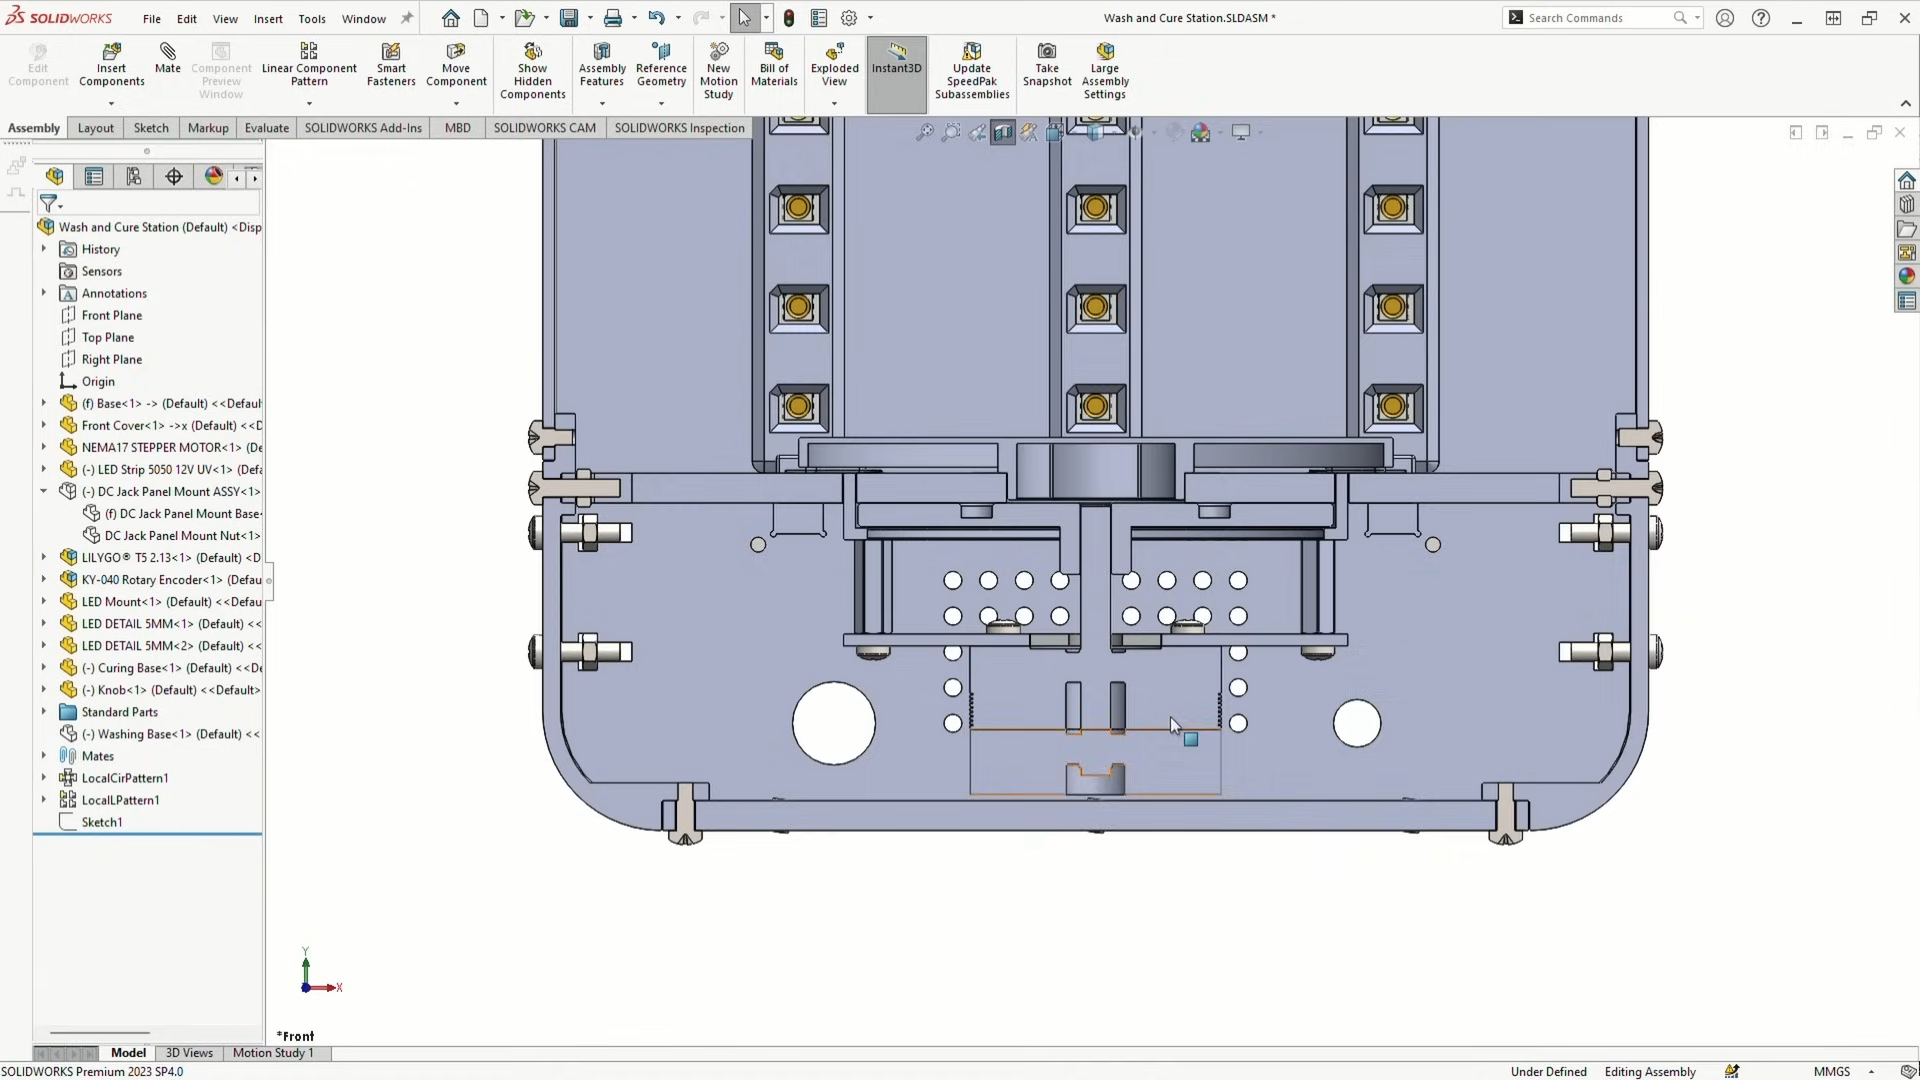 SOLIDWORKS File Edit View Insert Tools Window Wash and Cure Station.SLDASM * Search Commands
Edit Component
Insert Components
Mate
Component Preview Window
Linear Component Pattern
Smart Fasteners
Move Component
Show Hidden Components
Assembly Features
Reference Geometry
New Motion Study
Bill of Materials
Exploded View
Instant3D
Update SpeedPak Subassemblies
Take Snapshot
Large Assembly Settings
Assembly Layout Sketch Markup Evaluate SOLIDWORKS Add-Ins MBD SOLIDWORKS CAM SOLIDWORKS Inspection
Wash and Cure Station (Default) <Disp
History
Sensors
Annotations
Front Plane
Top Plane
Right Plane
Origin
(f) Base<1> -> (Default) <<Defaul
Front Cover<1> ->x (Default) <<D
NEMA17 STEPPER MOTOR<1> (De
(-) LED Strip 5050 12V UV<1> (Defa
(-) DC Jack Panel Mount ASSY<1>
(f) DC Jack Panel Mount Base<
DC Jack Panel Mount Nut<1>
LILYGO® T5 2.13<1> (Default) <D
KY-040 Rotary Encoder<1> (Defau
LED Mount<1> (Default) <<Defau
LED DETAIL 5MM<1> (Default) <<
LED DETAIL 5MM<2> (Default) <<
(-) Curing Base<1> (Default) <<De
(-) Knob<1> (Default) <<Default>
Standard Parts
(-) Washing Base<1> (Default) <<
Mates
LocalCirPattern1
LocalLPattern1
Sketch1
Y
X
*Front
Model 3D Views Motion Study 1
SOLIDWORKS Premium 2023 SP4.0 Under Defined Editing Assembly MMGS